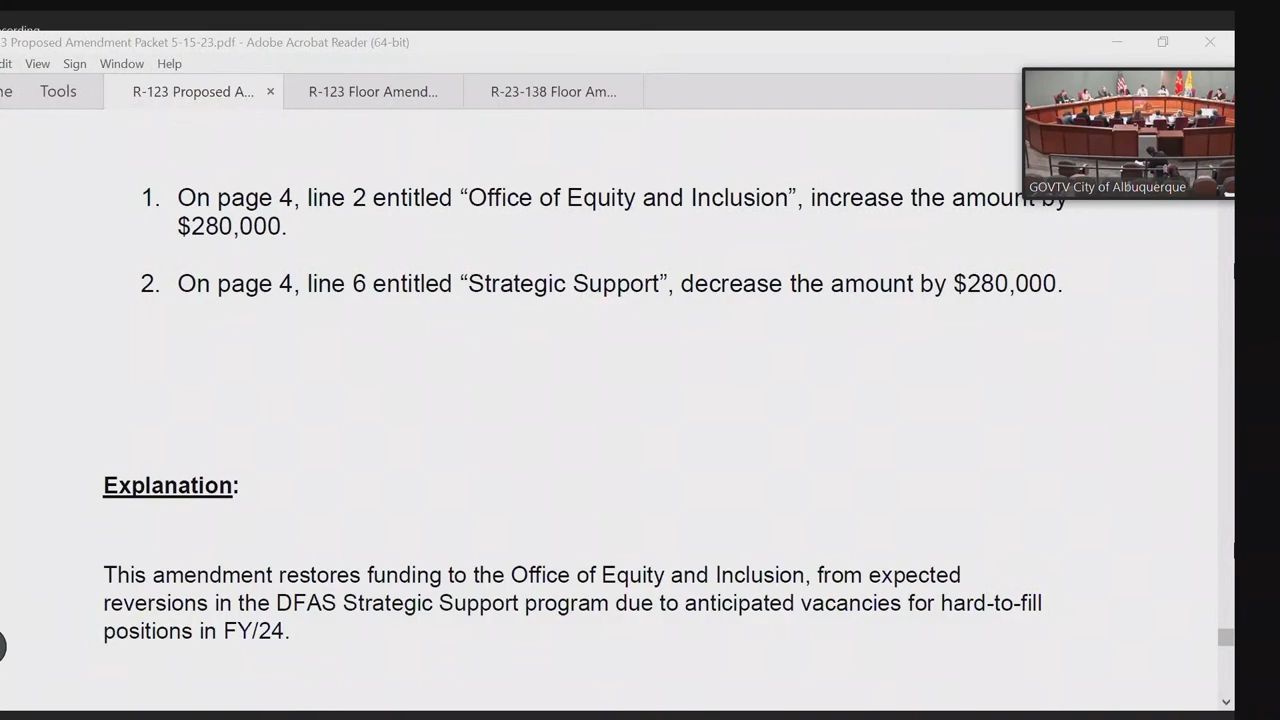 ecording
3 Proposed Amendment Packet 5-15-23.pdf - Adobe Acrobat Reader (64-bit)
dit View Sign Window Help
me Tools R-123 Proposed A... × R-123 Floor Amend... R-23-138 Floor Am...
GOVTV City of Albuquerque
1. On page 4, line 2 entitled “Office of Equity and Inclusion”, increase the amount by
$280,000.
2. On page 4, line 6 entitled “Strategic Support”, decrease the amount by $280,000.
Explanation:
This amendment restores funding to the Office of Equity and Inclusion, from expected
reversions in the DFAS Strategic Support program due to anticipated vacancies for hard-to-fill
positions in FY/24.